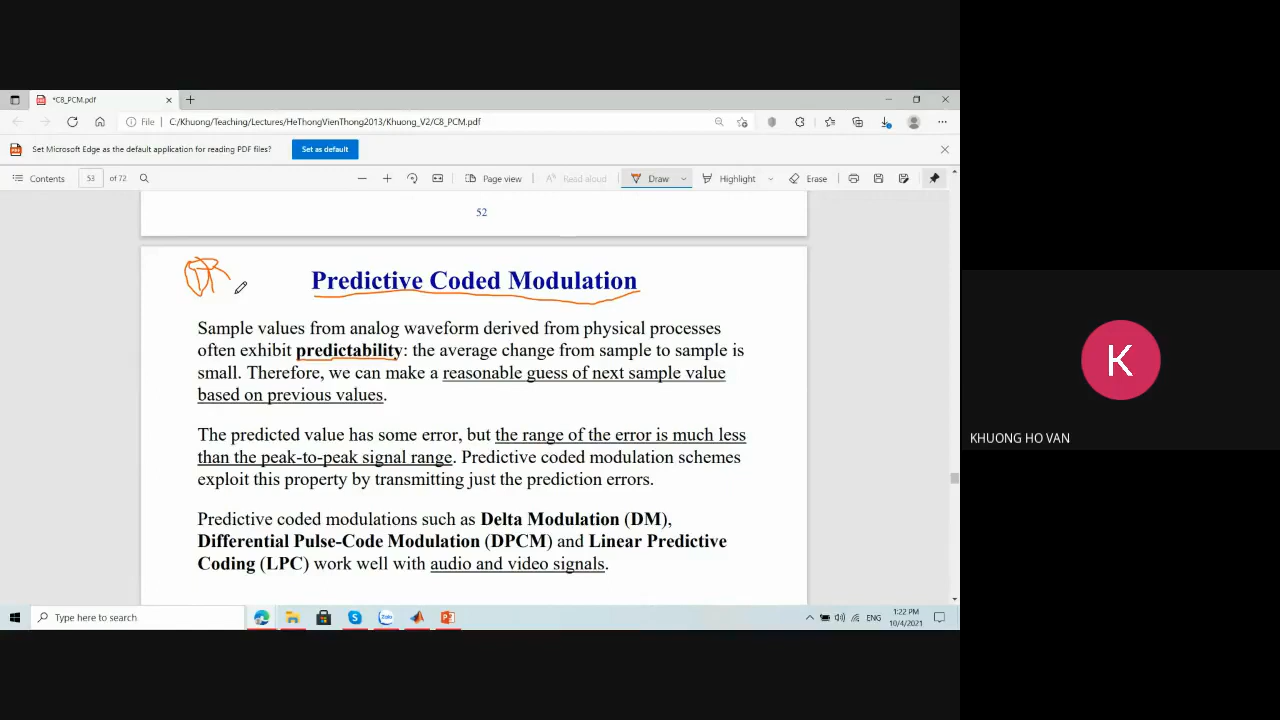 *C8_PCM.pdf
File
C:/Khuong/Teaching/Lectures/HeThongVienThong2013/Khuong_V2/C8_PCM.pdf
Set Microsoft Edge as the default application for reading PDF files?
Set as default
Contents
53
of 72
Page view
Read aloud
Draw
Highlight
Erase
52
Predictive Coded Modulation
Sample values from analog waveform derived from physical processes
often exhibit predictability: the average change from sample to sample is
small. Therefore, we can make a reasonable guess of next sample value
based on previous values.
The predicted value has some error, but the range of the error is much less
than the peak-to-peak signal range. Predictive coded modulation schemes
exploit this property by transmitting just the prediction errors.
Predictive coded modulations such as Delta Modulation (DM),
Differential Pulse-Code Modulation (DPCM) and Linear Predictive
Coding (LPC) work well with audio and video signals.
K
KHUONG HO VAN
Type here to search
Zalo
ENG
1:22 PM
10/4/2021